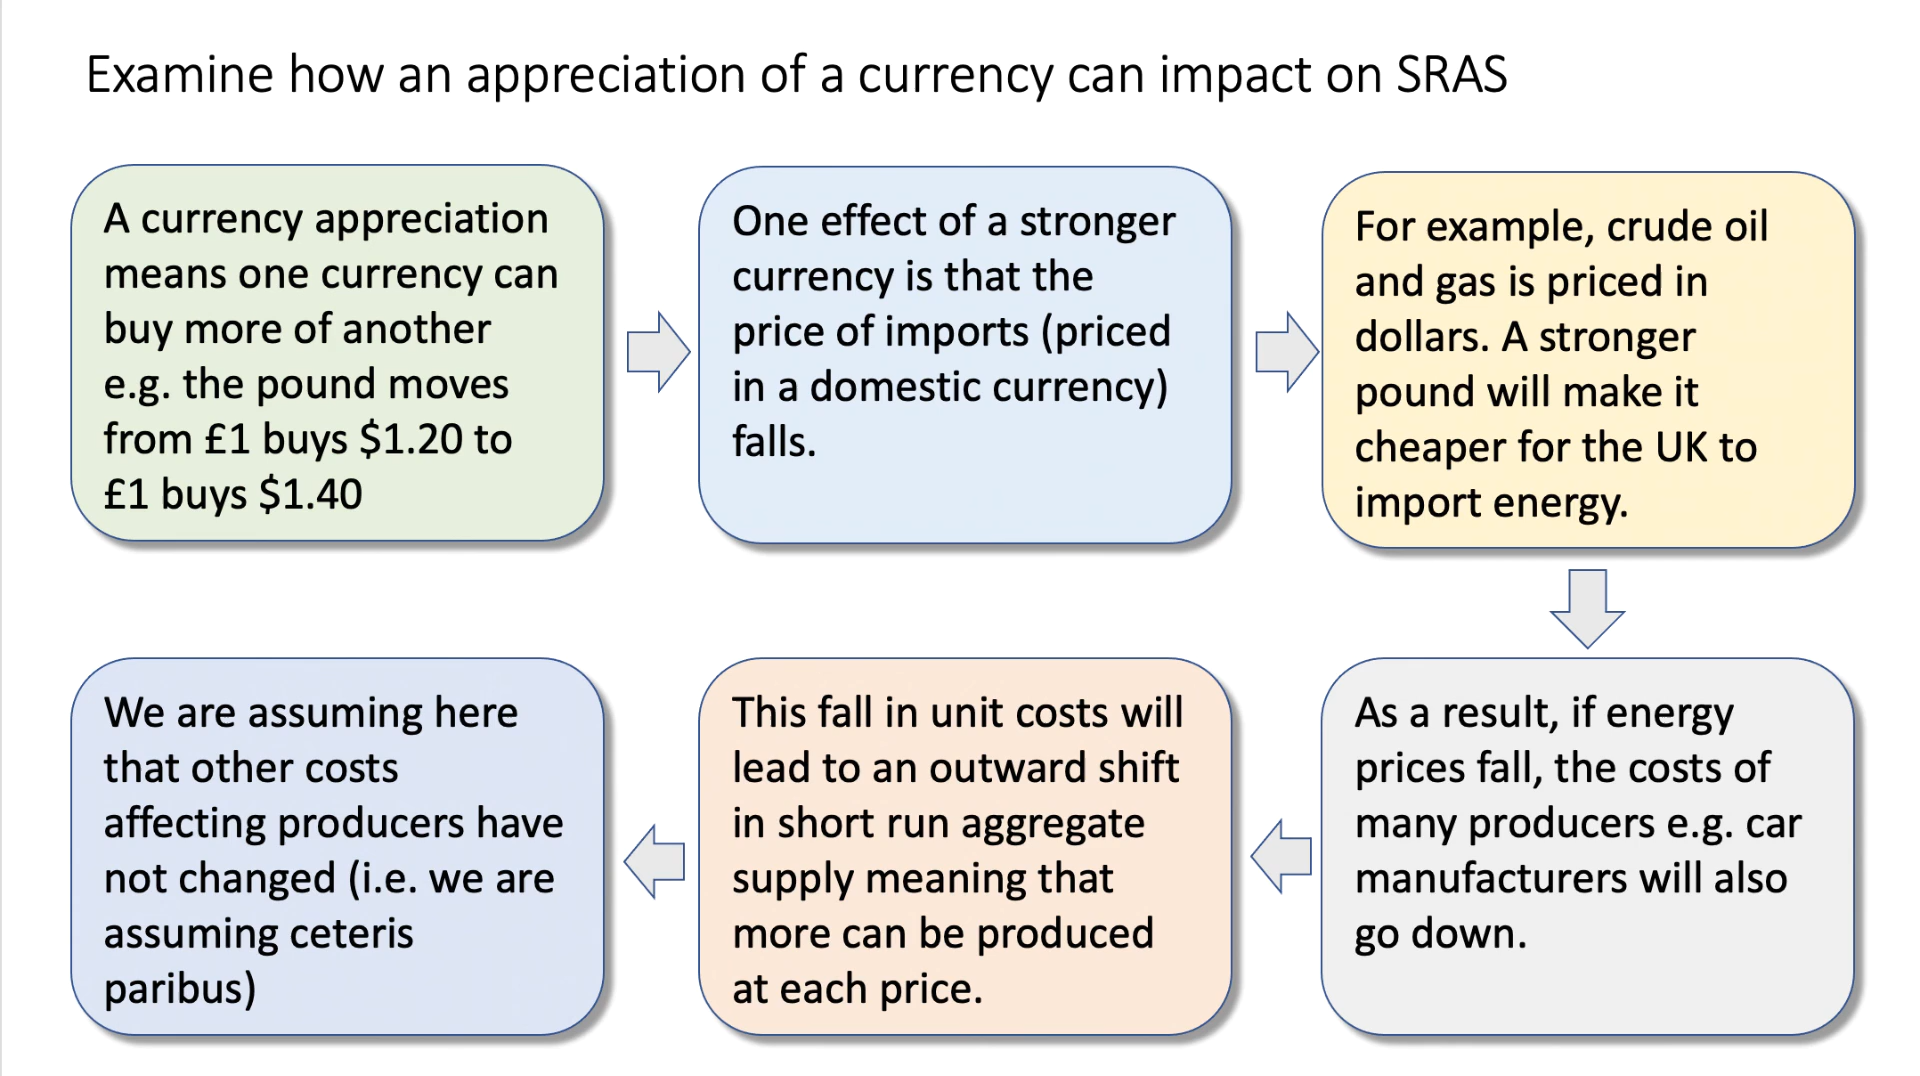 Examine how an appreciation of a currency can impact on SRAS
A currency appreciation
means one currency can
buy more of another
e.g. the pound moves
from £1 buys $1.20 to
£1 buys $1.40
One effect of a stronger
currency is that the
price of imports (priced
in a domestic currency)
falls.
For example, crude oil
and gas is priced in
dollars. A stronger
pound will make it
cheaper for the UK to
import energy.
As a result, if energy
prices fall, the costs of
many producers e.g. car
manufacturers will also
go down.
This fall in unit costs will
lead to an outward shift
in short run aggregate
supply meaning that
more can be produced
at each price.
We are assuming here
that other costs
affecting producers have
not changed (i.e. we are
assuming ceteris
paribus)